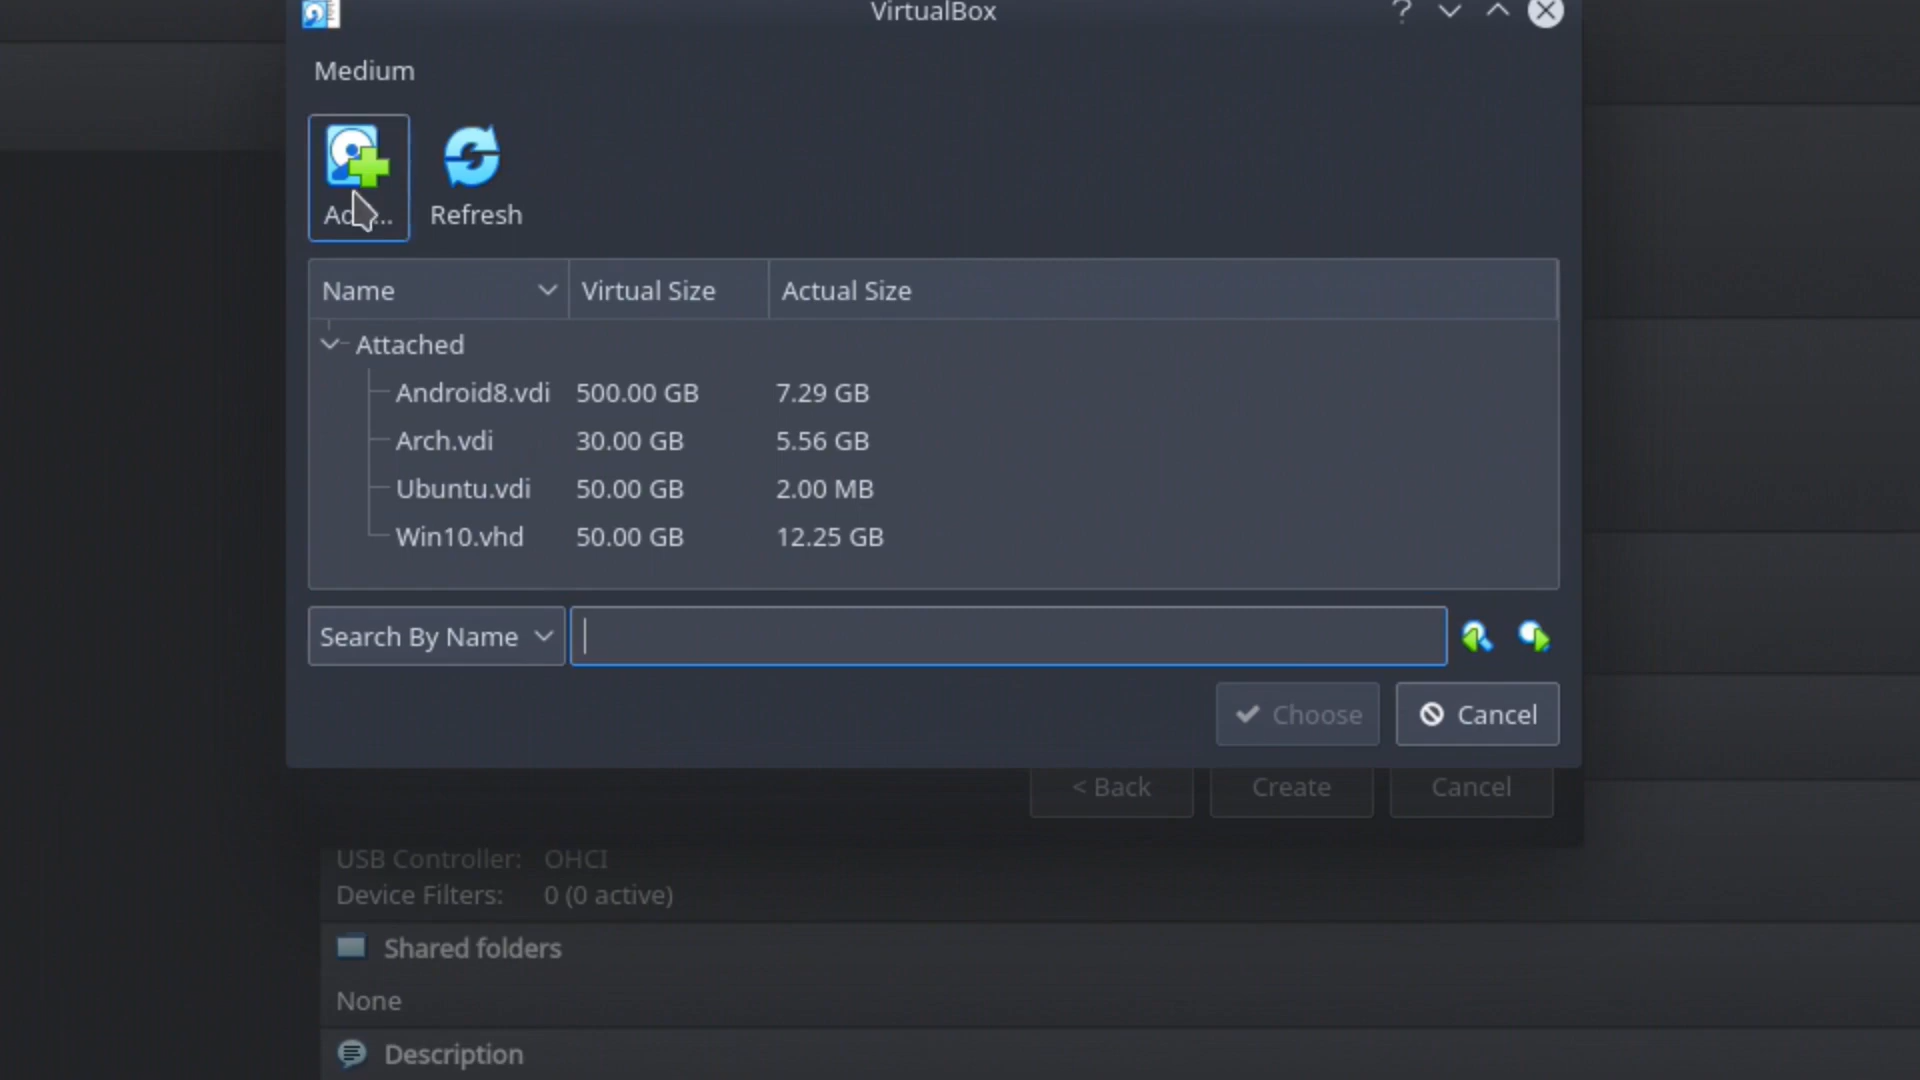 VirtualBox
?
Medium
Refresh
Name Virtual Size Actual Size
Attached
Android8.vdi 500.00 GB 7.29 GB
Arch.vdi 30.00 GB 5.56 GB
Ubuntu.vdi 50.00 GB 2.00 MB
Win10.vhd 50.00 GB 12.25 GB
Search By Name
Choose Cancel
< Back Create Cancel
USB Controller: OHCI
Device Filters: 0 (0 active)
Shared folders
None
Description